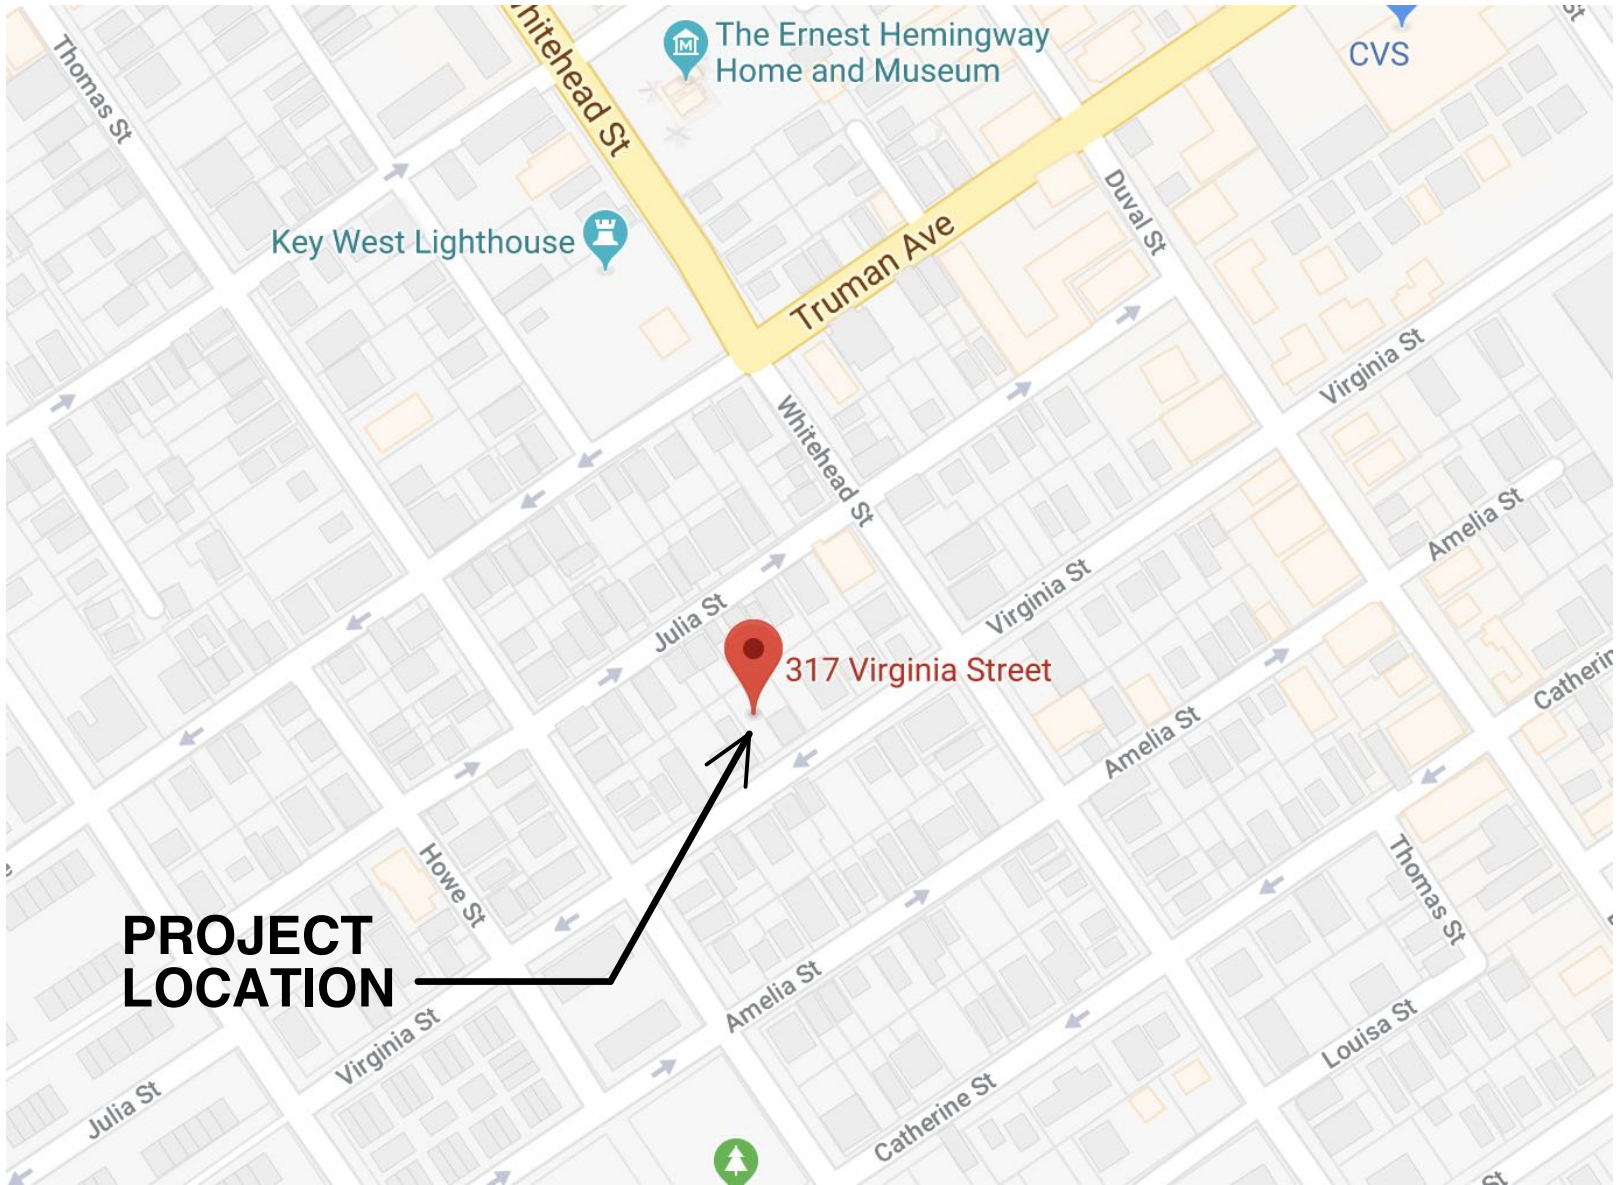 Thomas St
Whitehead St
The Ernest Hemingway
Home and Museum
CVS
St
Key West Lighthouse
Truman Ave
Duval St
Virginia St
Whitehead St
Amelia St
Julia St
Virginia St
317 Virginia Street
Catherin
Amelia St
Howe St
Thomas St
PROJECT
LOCATION
Amelia St
Virginia St
Louisa St
Julia St
Catherine St
St